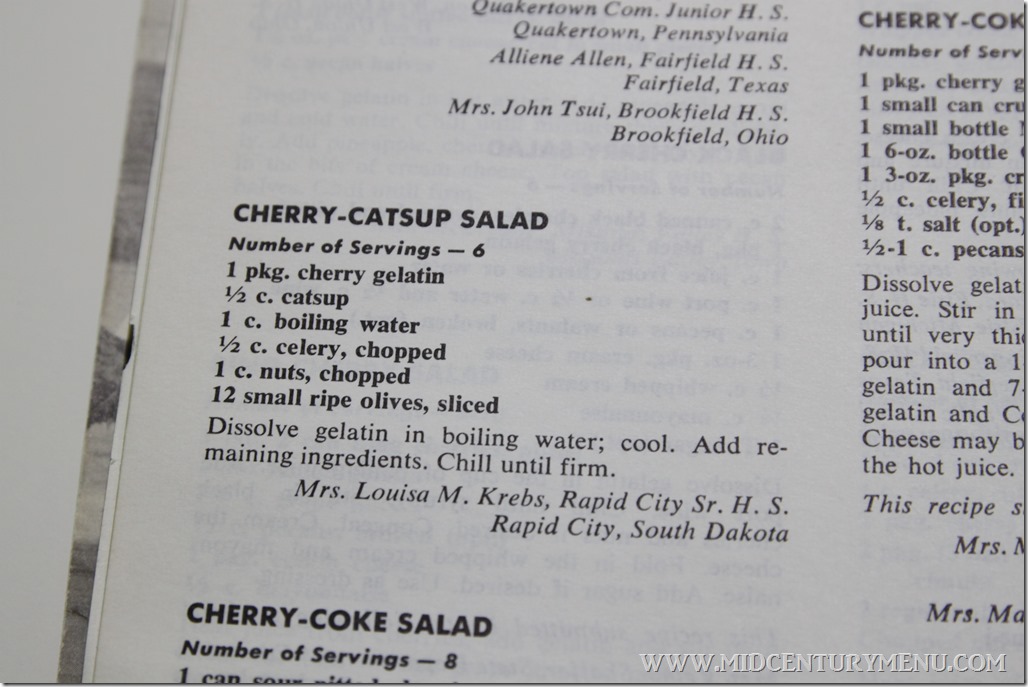 Quakertown Com. Junior H. S.
Quakertown, Pennsylvania
Alliene Allen, Fairfield H. S.
Fairfield, Texas
Mrs. John Tsui, Brookfield H. S.
Brookfield, Ohio
CHERRY-CATSUP SALAD
Number of Servings — 6
1 pkg. cherry gelatin
½ c. catsup
1 c. boiling water
½ c. celery, chopped
1 c. nuts, chopped
12 small ripe olives, sliced
Dissolve gelatin in boiling water; cool. Add re-
maining ingredients. Chill until firm.
Mrs. Louisa M. Krebs, Rapid City Sr. H. S.
Rapid City, South Dakota
CHERRY-COKE SALAD
Number of Servings — 8
1 can sour pitted
CHERRY-COK
Number of Serv
1 pkg. cherry g
1 small can cru
1 small bottle
1 6-oz. bottle
1 3-oz. pkg. cr
½ c. celery, fi
⅛ t. salt (opt.)
½-1 c. pecans
Dissolve gelat
juice. Stir in
until very thi
pour into a 1
gelatin and 7-
gelatin and C
Cheese may b
the hot juice.
This recipe s
Mrs. M
Mrs. Ma
WWW.MIDCENTURYMENU.COM